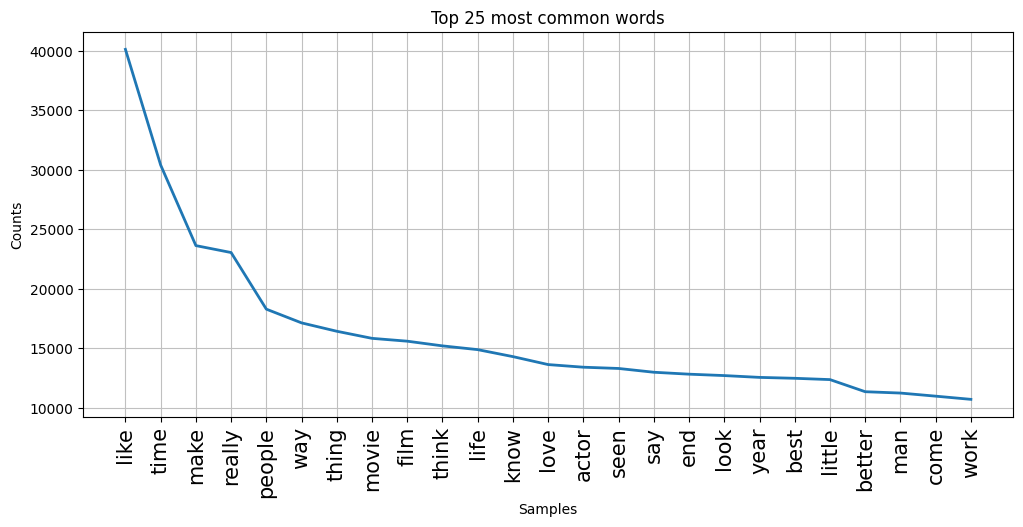 Top 25 most common words
40000
35000
30000
25000
20000
15000
10000
Counts
like
time
make
really
people
way
thing
movie
film
think
life
know
love
actor
seen
say
end
look
year
best
little
better
man
come
work
Samples